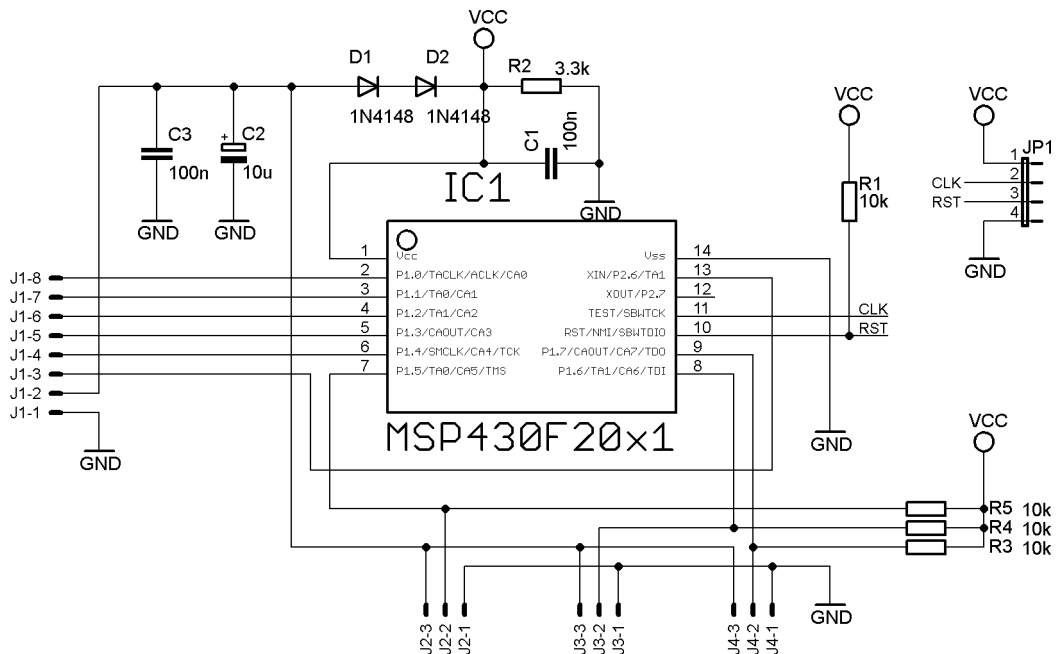 VCC
D1 D2 R2 3.3k
1N4148 1N4148
+
C3 C2
100n 10u
C1 100n
GND GND GND
VCC
R1
10k
VCC
JP1
1
CLK 2
RST 3
4
GND
IC1
1 Vcc Vss 14
J1-8 2 P1.0/TACLK/ACLK/CA0 XIN/P2.6/TA1 13
J1-7 3 P1.1/TA0/CA1 XOUT/P2.7 12
J1-6 4 P1.2/TA1/CA2 TEST/SBWTCK 11 CLK
J1-5 5 P1.3/CAOUT/CA3 RST/NMI/SBWTDIO 10 RST
J1-4 6 P1.4/SMCLK/CA4/TCK P1.7/CAOUT/CA7/TDO 9
J1-3 7 P1.5/TA0/CA5/TMS P1.6/TA1/CA6/TDI 8
J1-2
J1-1
GND
MSP430F20x1
GND
VCC
R5 10k
R4 10k
R3 10k
GND
J2-3 J2-2 J2-1 J3-3 J3-2 J3-1 J4-3 J4-2 J4-1